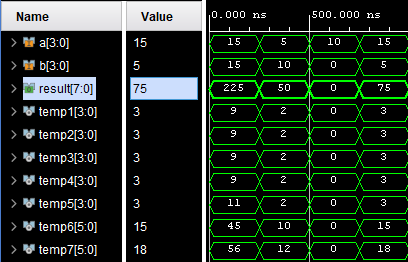 Name Value 0.000 ns 500.000 ns
a[3:0] 15 15 5 10 15
b[3:0] 5 15 10 0 5
result[7:0] 75 225 50 0 75
temp1[3:0] 3 9 2 0 3
temp2[3:0] 3 9 2 0 3
temp3[3:0] 3 9 2 0 3
temp4[3:0] 3 9 2 0 3
temp5[3:0] 3 11 2 0 3
temp6[5:0] 15 45 10 0 15
temp7[5:0] 18 56 12 0 18